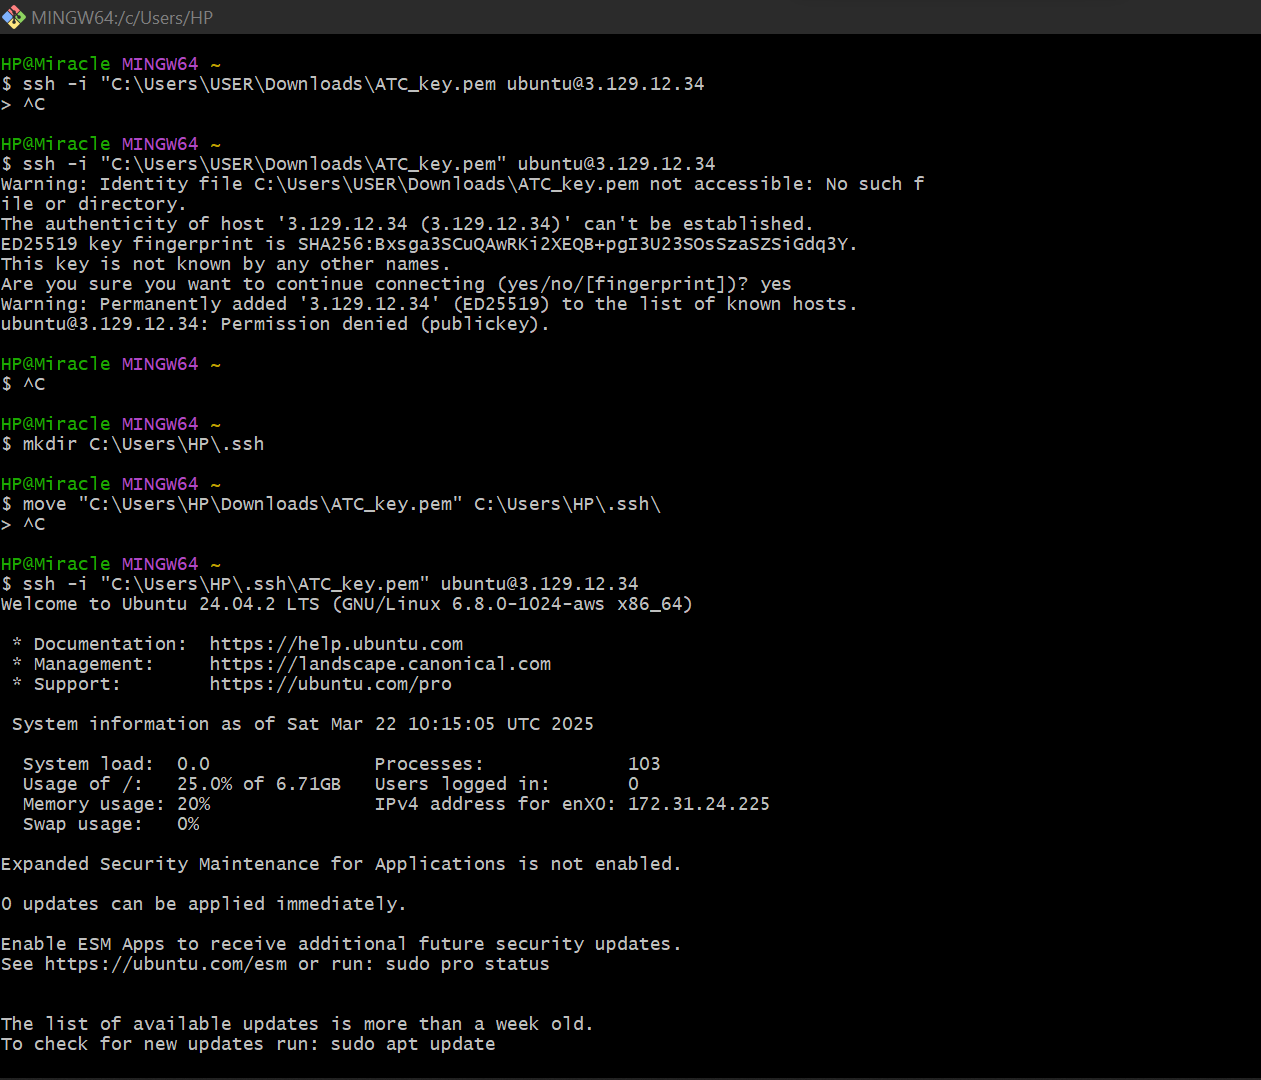 MINGW64:/c/Users/HP
HP@Miracle MINGW64 ~
$ ssh -i "C:\Users\USER\Downloads\ATC_key.pem ubuntu@3.129.12.34
> ^C
HP@Miracle MINGW64 ~
$ ssh -i "C:\Users\USER\Downloads\ATC_key.pem" ubuntu@3.129.12.34
Warning: Identity file C:\Users\USER\Downloads\ATC_key.pem not accessible: No such f
ile or directory.
The authenticity of host '3.129.12.34 (3.129.12.34)' can't be established.
ED25519 key fingerprint is SHA256:Bxsga3SCuQAwRKi2XEQB+pgI3U23SOsSzaSZSiGdq3Y.
This key is not known by any other names.
Are you sure you want to continue connecting (yes/no/[fingerprint])? yes
Warning: Permanently added '3.129.12.34' (ED25519) to the list of known hosts.
ubuntu@3.129.12.34: Permission denied (publickey).
HP@Miracle MINGW64 ~
$ ^C
HP@Miracle MINGW64 ~
$ mkdir C:\Users\HP\.ssh
HP@Miracle MINGW64 ~
$ move "C:\Users\HP\Downloads\ATC_key.pem" C:\Users\HP\.ssh\
> ^C
HP@Miracle MINGW64 ~
$ ssh -i "C:\Users\HP\.ssh\ATC_key.pem" ubuntu@3.129.12.34
Welcome to Ubuntu 24.04.2 LTS (GNU/Linux 6.8.0-1024-aws x86_64)
* Documentation: https://help.ubuntu.com
* Management: https://landscape.canonical.com
* Support: https://ubuntu.com/pro
System information as of Sat Mar 22 10:15:05 UTC 2025
System load: 0.0 Processes: 103
Usage of /: 25.0% of 6.71GB Users logged in: 0
Memory usage: 20% IPv4 address for enX0: 172.31.24.225
Swap usage: 0%
Expanded Security Maintenance for Applications is not enabled.
0 updates can be applied immediately.
Enable ESM Apps to receive additional future security updates.
See https://ubuntu.com/esm or run: sudo pro status
The list of available updates is more than a week old.
To check for new updates run: sudo apt update